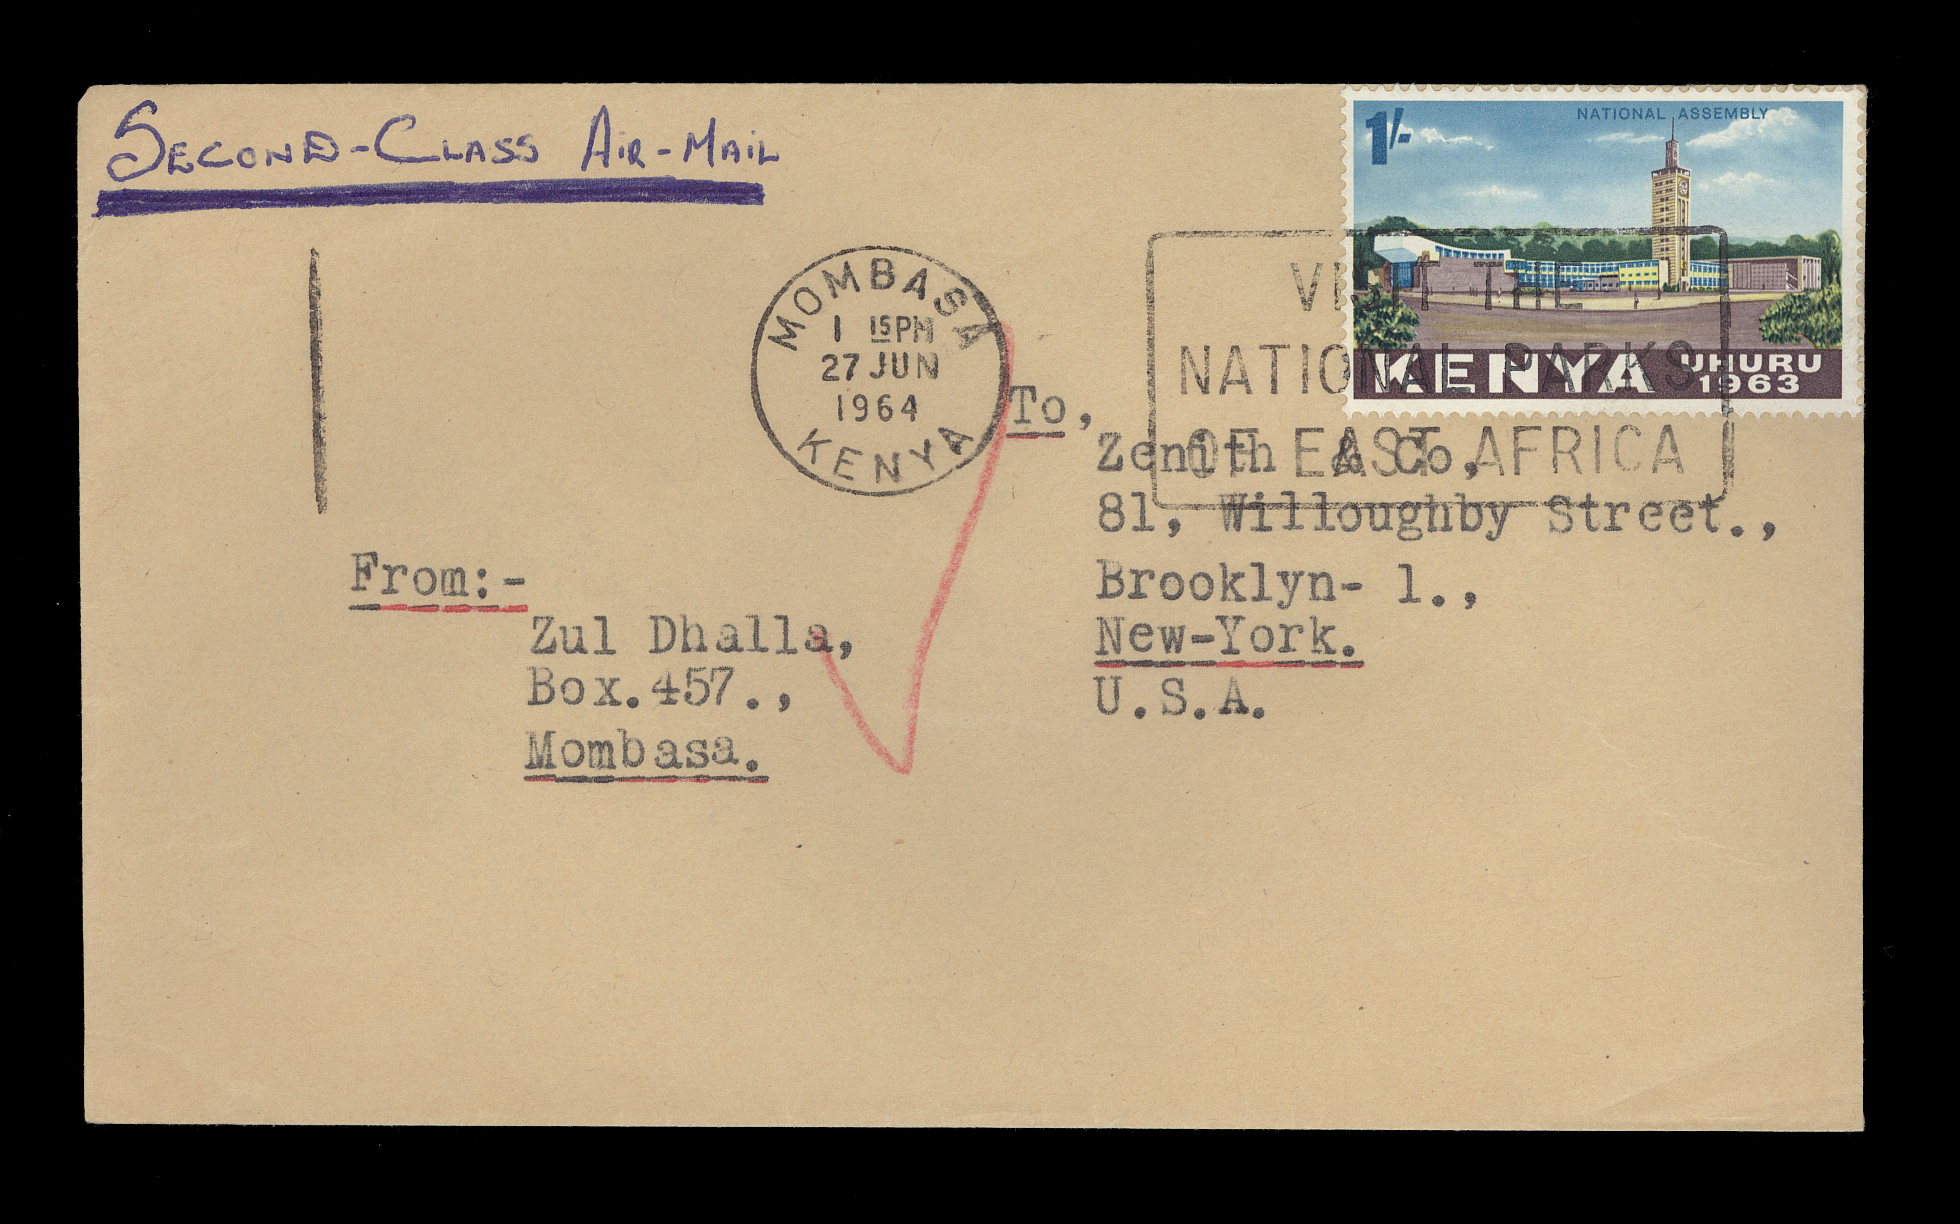 SECOND-CLASS AIR-MAIL
NATIONAL ASSEMBLY
1/-
KENYA UHURU
1963
MOMBASA
1 15PM
27 JUN
1964
KENYA
VISIT THE
NATIONAL PARKS
OF EAST AFRICA
To,
Zenith & Co,
81, Willoughby Street.,
Brooklyn- 1.,
New-York.
U.S.A.
From:-
Zul Dhalla,
Box.457.,
Mombasa.